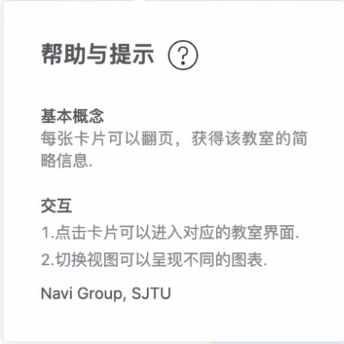 帮助与提示 ?
基本概念
每张卡片可以翻页，获得该教室的简
略信息.
交互
1.点击卡片可以进入对应的教室界面.
2.切换视图可以呈现不同的图表.
Navi Group, SJTU